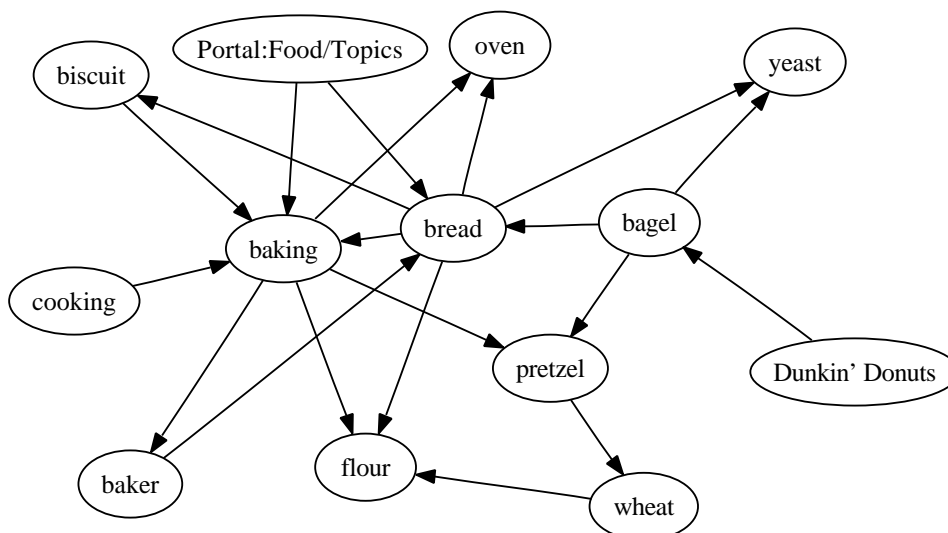 Portal:Food/Topics
oven
biscuit
yeast
baking
bread
bagel
cooking
pretzel
Dunkin’ Donuts
baker
flour
wheat